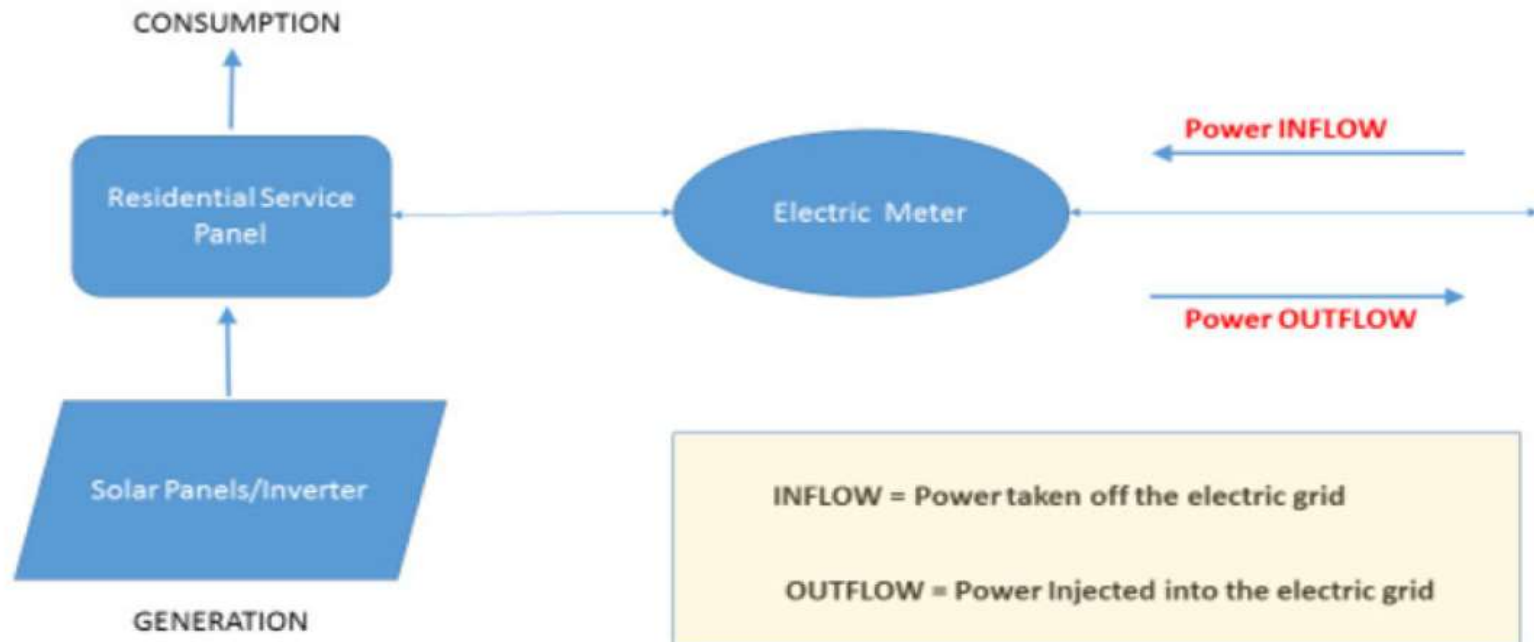 CONSUMPTION
Residential Service
Panel
Electric Meter
Power INFLOW
Power OUTFLOW
Solar Panels/Inverter
GENERATION
INFLOW = Power taken off the electric grid
OUTFLOW = Power Injected into the electric grid